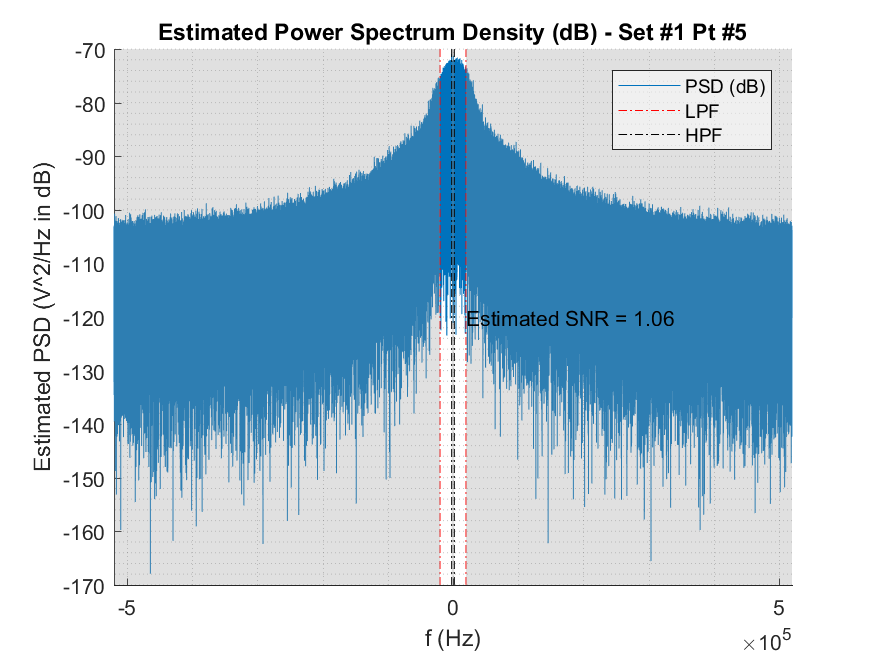 Estimated Power Spectrum Density (dB) - Set #1 Pt #5
-70
-80
-90
-100
-110
-120
-130
-140
-150
-160
-170
Estimated PSD (V^2/Hz in dB)
PSD (dB)
LPF
HPF
Estimated SNR = 1.06
-5
0
5
f (Hz)
×10^5